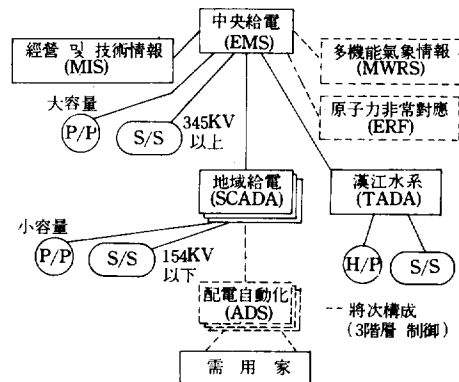 中央給電
(EMS)
經營 및 技術情報
(MIS)
多機能氣象情報
(MWRS)
原子力非常對應
(ERF)
大容量
P/P
S/S
345KV
以上
地域給電
(SCADA)
漢江水系
(TADA)
小容量
P/P
S/S
154KV
以下
H/P
S/S
配電自動化
(ADS)
-- 將次構成
(3階層 制御)
需用家